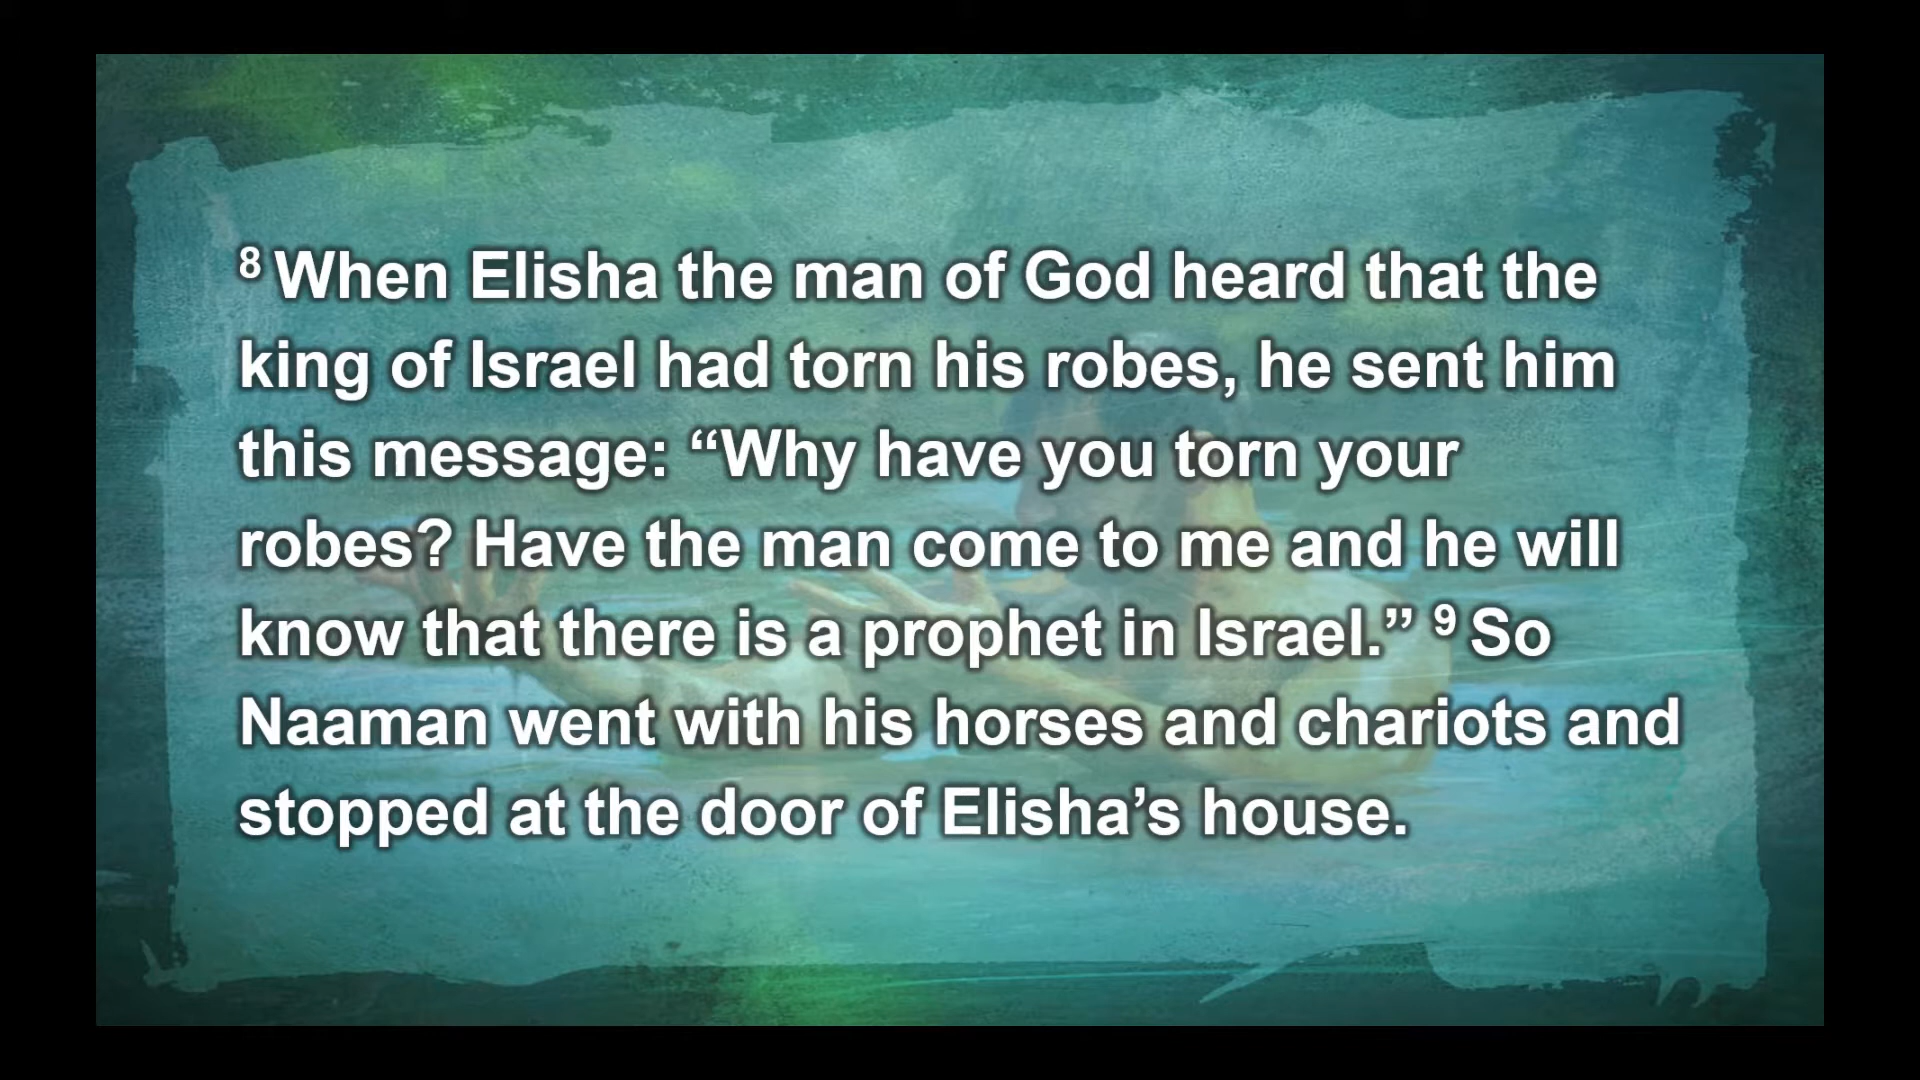 ⁸ When Elisha the man of God heard that the
king of Israel had torn his robes, he sent him
this message: “Why have you torn your
robes? Have the man come to me and he will
know that there is a prophet in Israel.” ⁹ So
Naaman went with his horses and chariots and
stopped at the door of Elisha’s house.